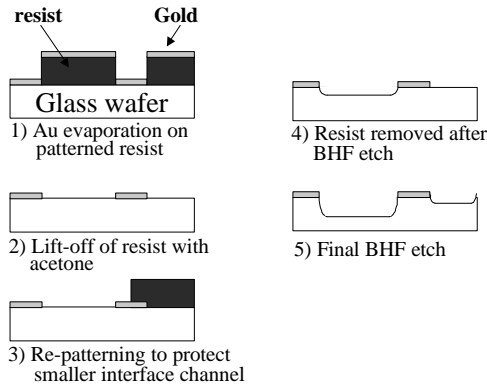 resist
Gold
Glass wafer
1) Au evaporation on
patterned resist
2) Lift-off of resist with
acetone
3) Re-patterning to protect
smaller interface channel
4) Resist removed after
BHF etch
5) Final BHF etch